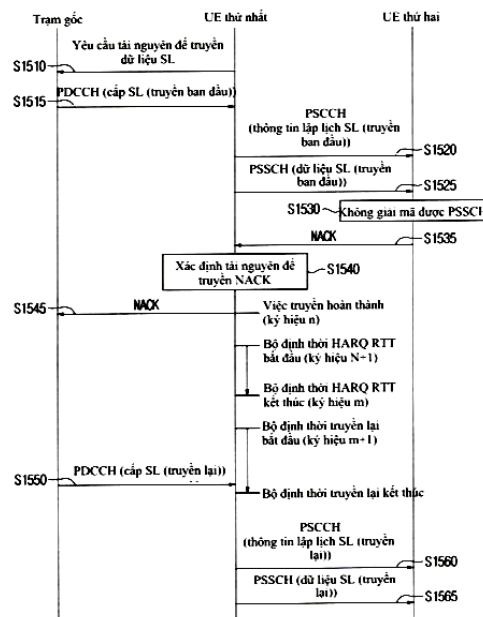 Trạm gốc
UE thứ nhất
UE thứ hai
Yêu cầu tài nguyên để truyền
dữ liệu SL
S1510
PDCCH (cấp SL (truyền ban đầu))
S1515
PSCCH
(thông tin lập lịch SL (truyền
ban đầu))
S1520
PSSCH (dữ liệu SL (truyền
ban đầu))
S1525
S1530
Không giải mã được PSSCH
NACK
S1535
Xác định tài nguyên để
truyền NACK
S1540
S1545
NACK
Việc truyền hoàn thành
(ký hiệu n)
Bộ định thời HARQ RTT
bắt đầu (ký hiệu N+1)
Bộ định thời HARQ RTT
kết thúc (ký hiệu m)
Bộ định thời truyền lại
bắt đầu (ký hiệu m+1)
S1550
PDCCH (cấp SL (truyền lại))
Bộ định thời truyền lại kết thúc
PSCCH
(thông tin lập lịch SL (truyền
lại))
S1560
PSSCH (dữ liệu SL (truyền
lại))
S1565